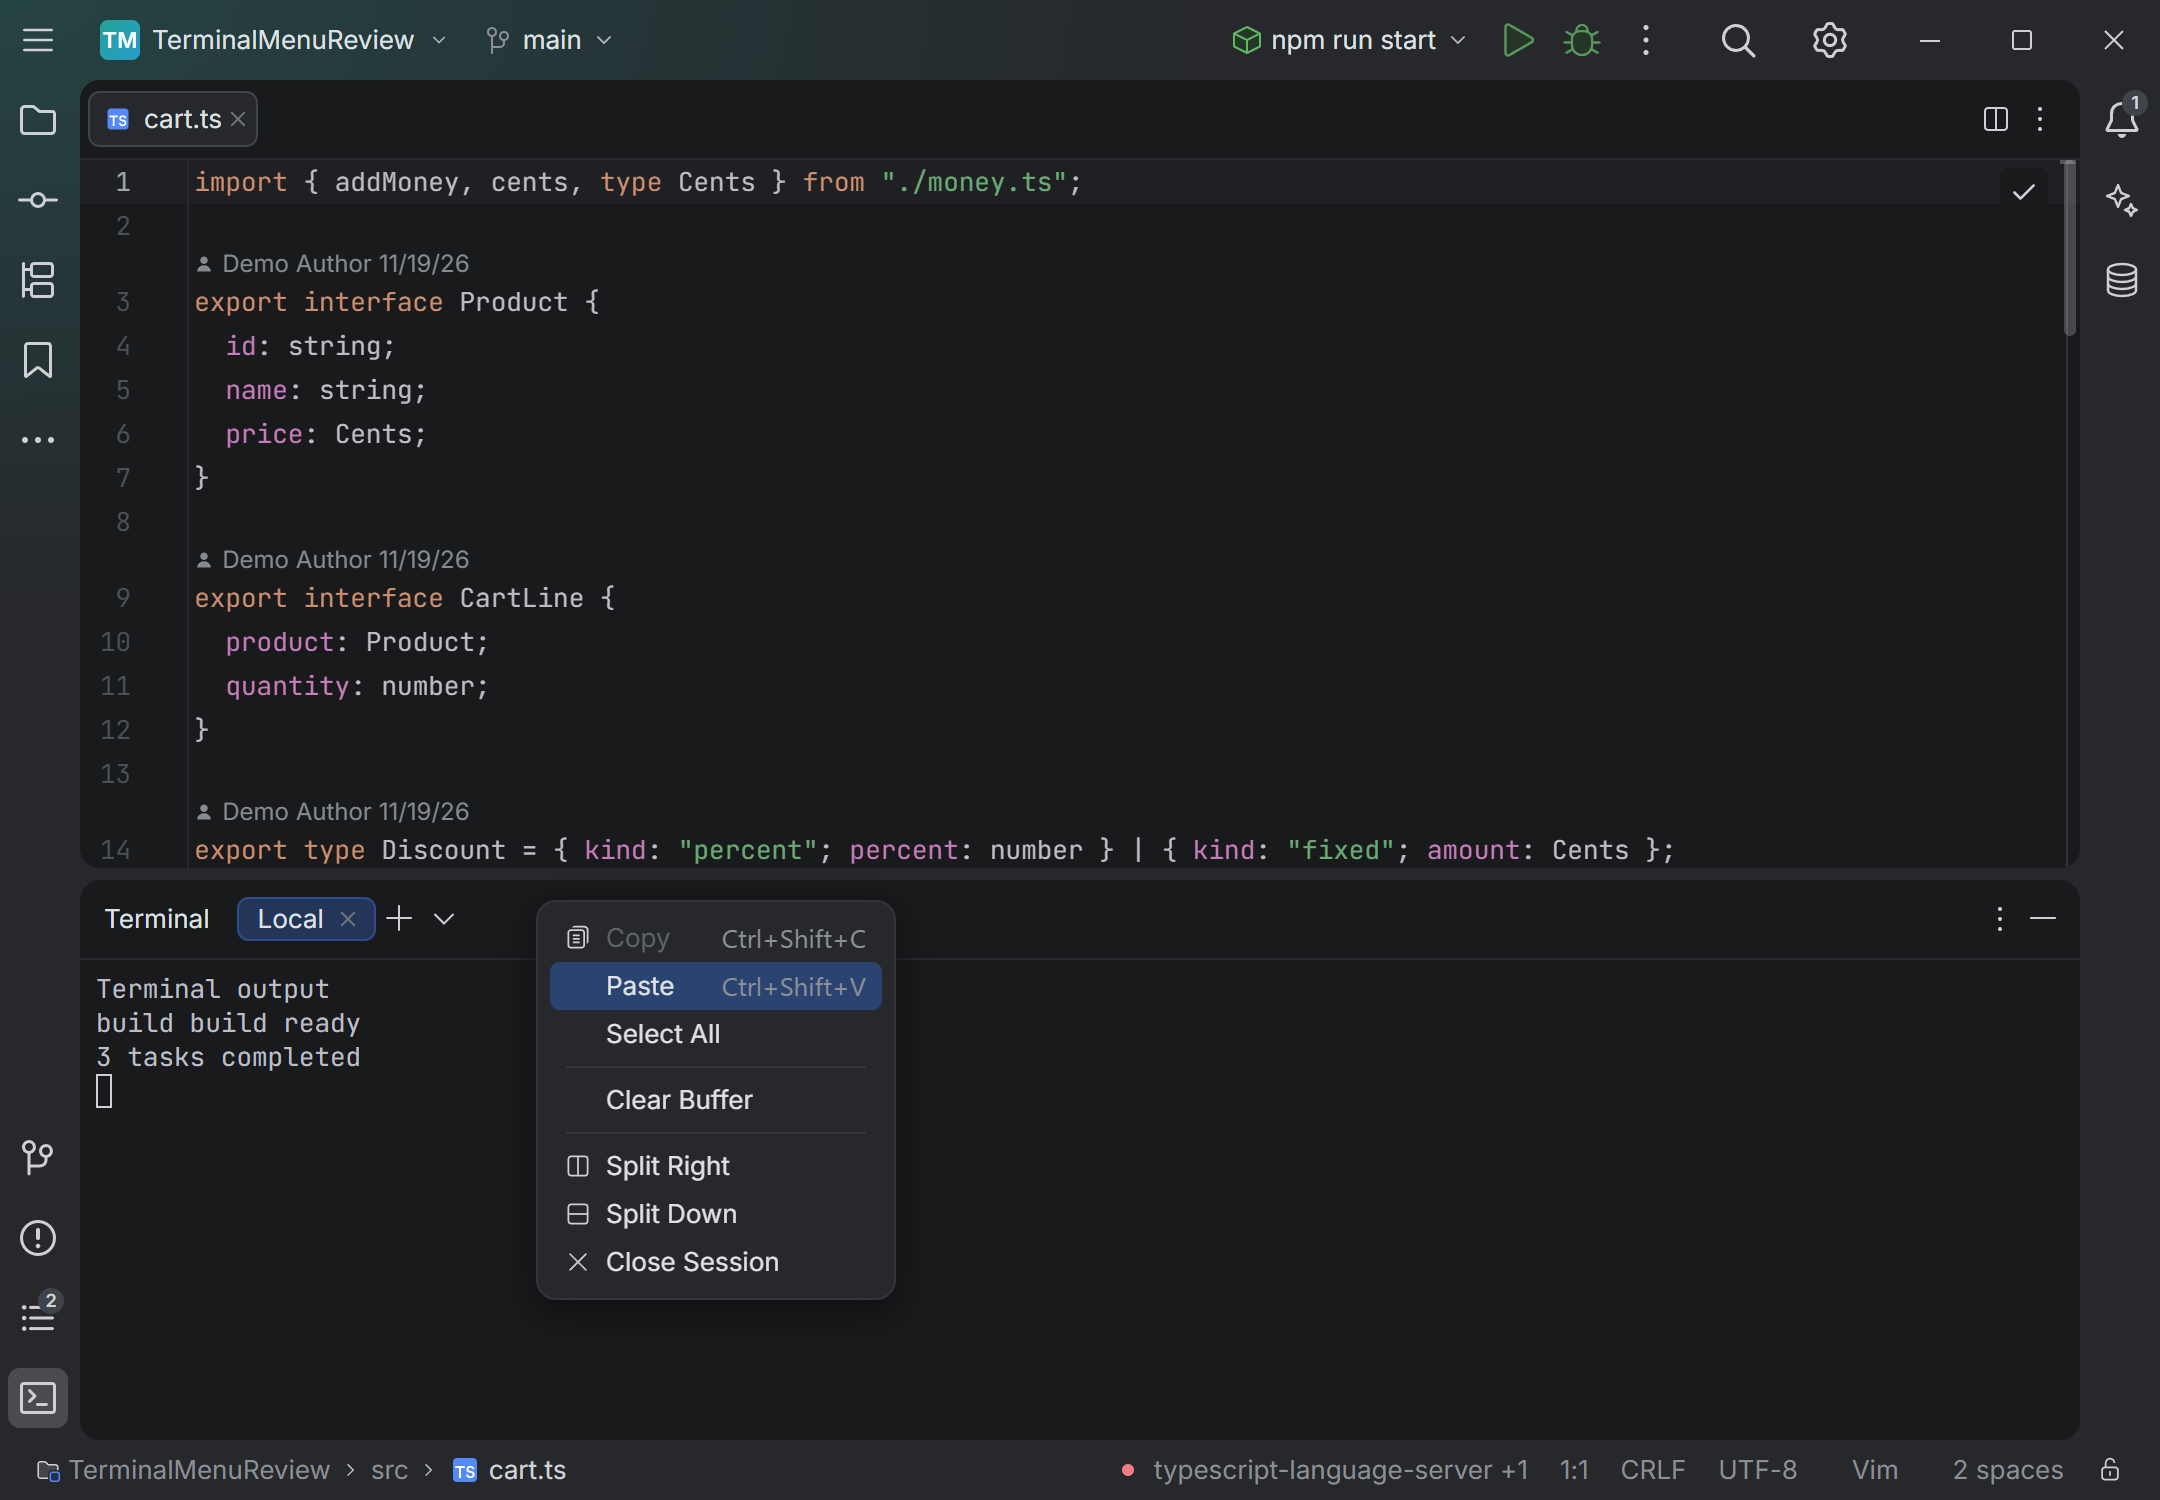 TM TerminalMenuReview main npm run start
cart.ts
1
1 import { addMoney, cents, type Cents } from "./money.ts";
2
Demo Author 11/19/26
3 export interface Product {
4 id: string;
5 name: string;
6 price: Cents;
7 }
8
Demo Author 11/19/26
9 export interface CartLine {
10 product: Product;
11 quantity: number;
12 }
13
Demo Author 11/19/26
14 export type Discount = { kind: "percent"; percent: number } | { kind: "fixed"; amount: Cents };
Terminal Local
Terminal output
build build ready
3 tasks completed
Copy Ctrl+Shift+C
Paste Ctrl+Shift+V
Select All
Clear Buffer
Split Right
Split Down
Close Session
2
TerminalMenuReview › src › TS cart.ts typescript-language-server +1 1:1 CRLF UTF-8 Vim 2 spaces